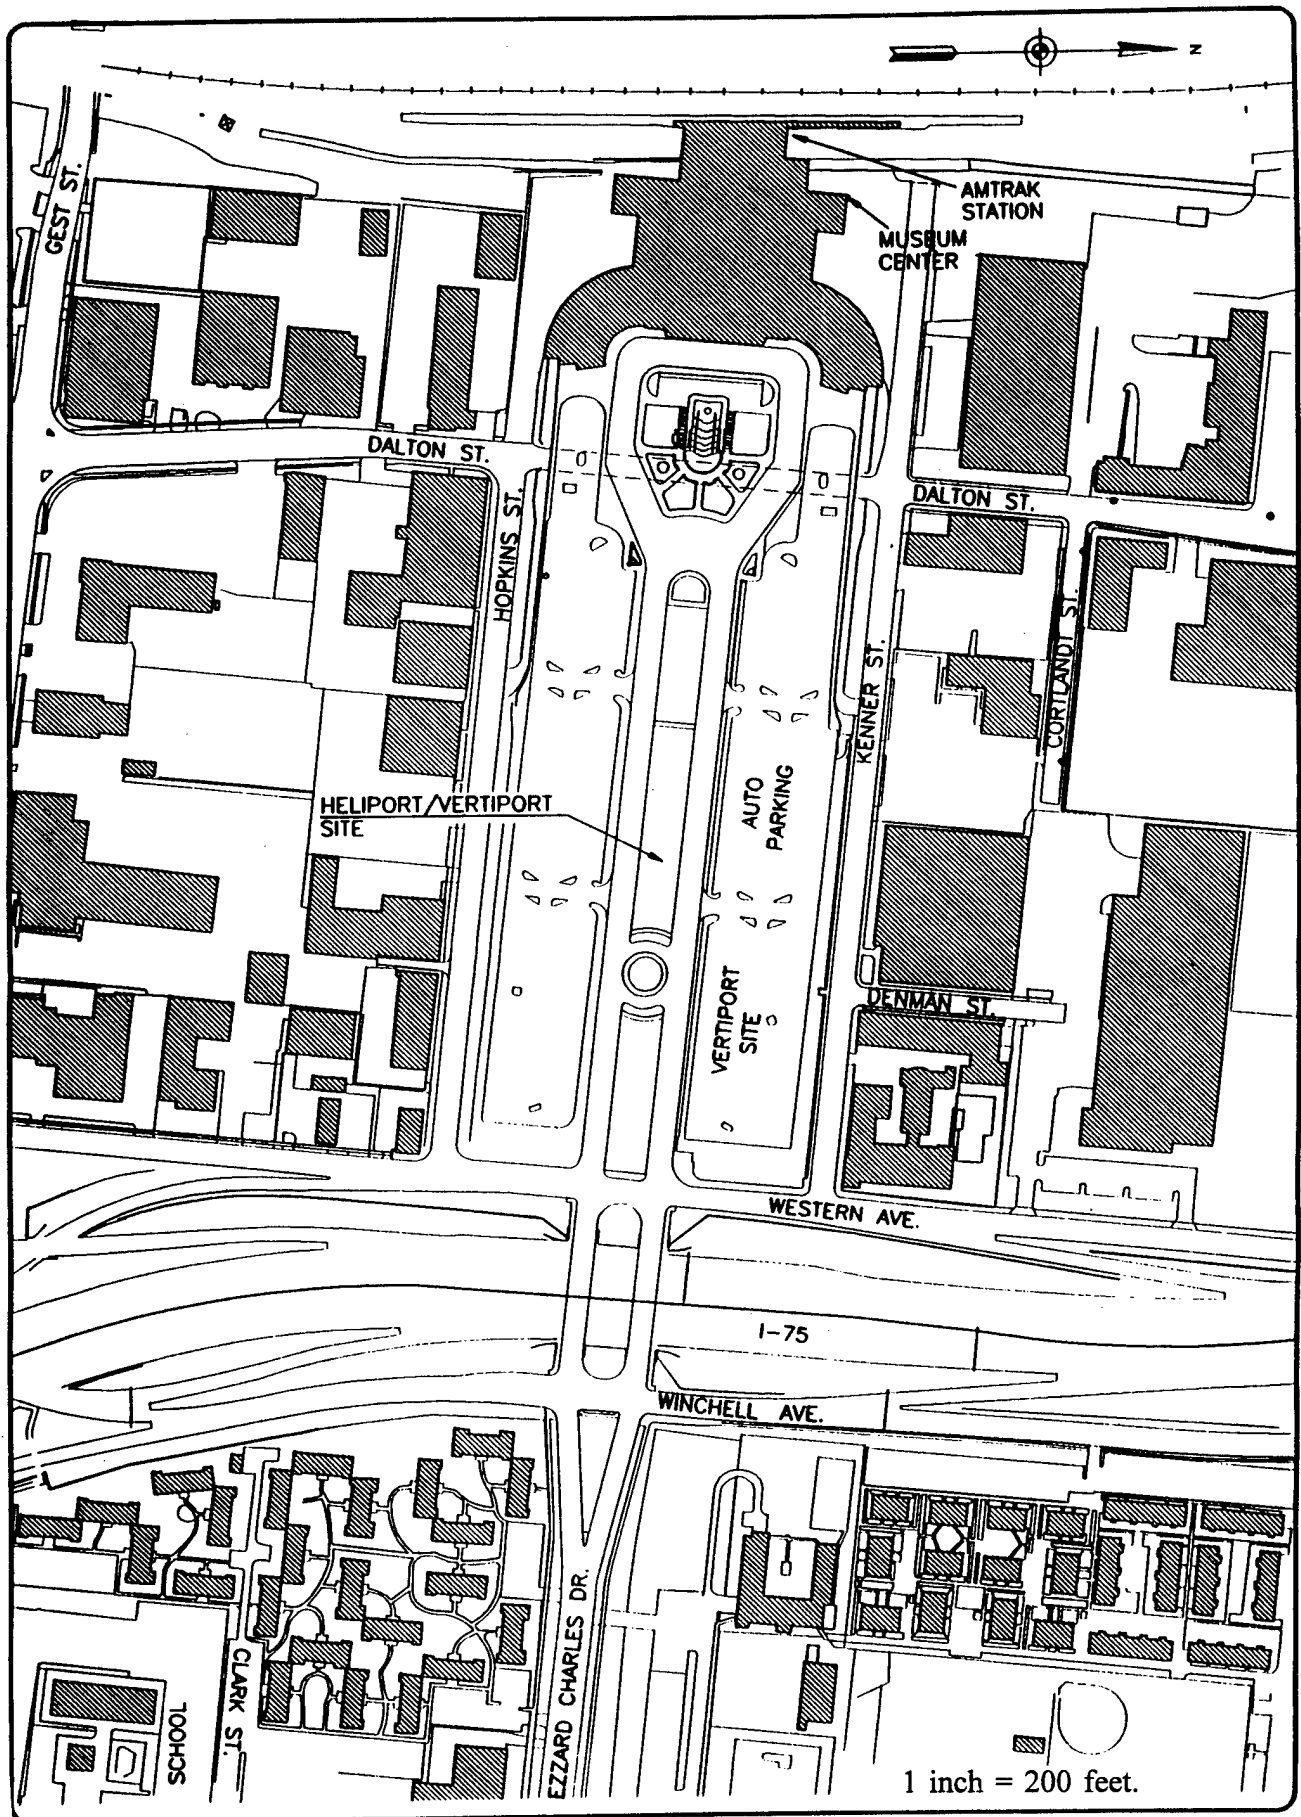 N
GEST ST.
AMTRAK
STATION
MUSEUM
CENTER
DALTON ST.
DALTON ST.
HOPKINS ST.
KENNER ST.
CORTLANDT ST.
HELIPORT/VERTIPORT
SITE
AUTO
PARKING
VERTIPORT
SITE
DENMAN ST.
WESTERN AVE.
I-75
WINCHELL AVE.
EZZARD CHARLES DR.
CLARK ST.
SCHOOL
1 inch = 200 feet.